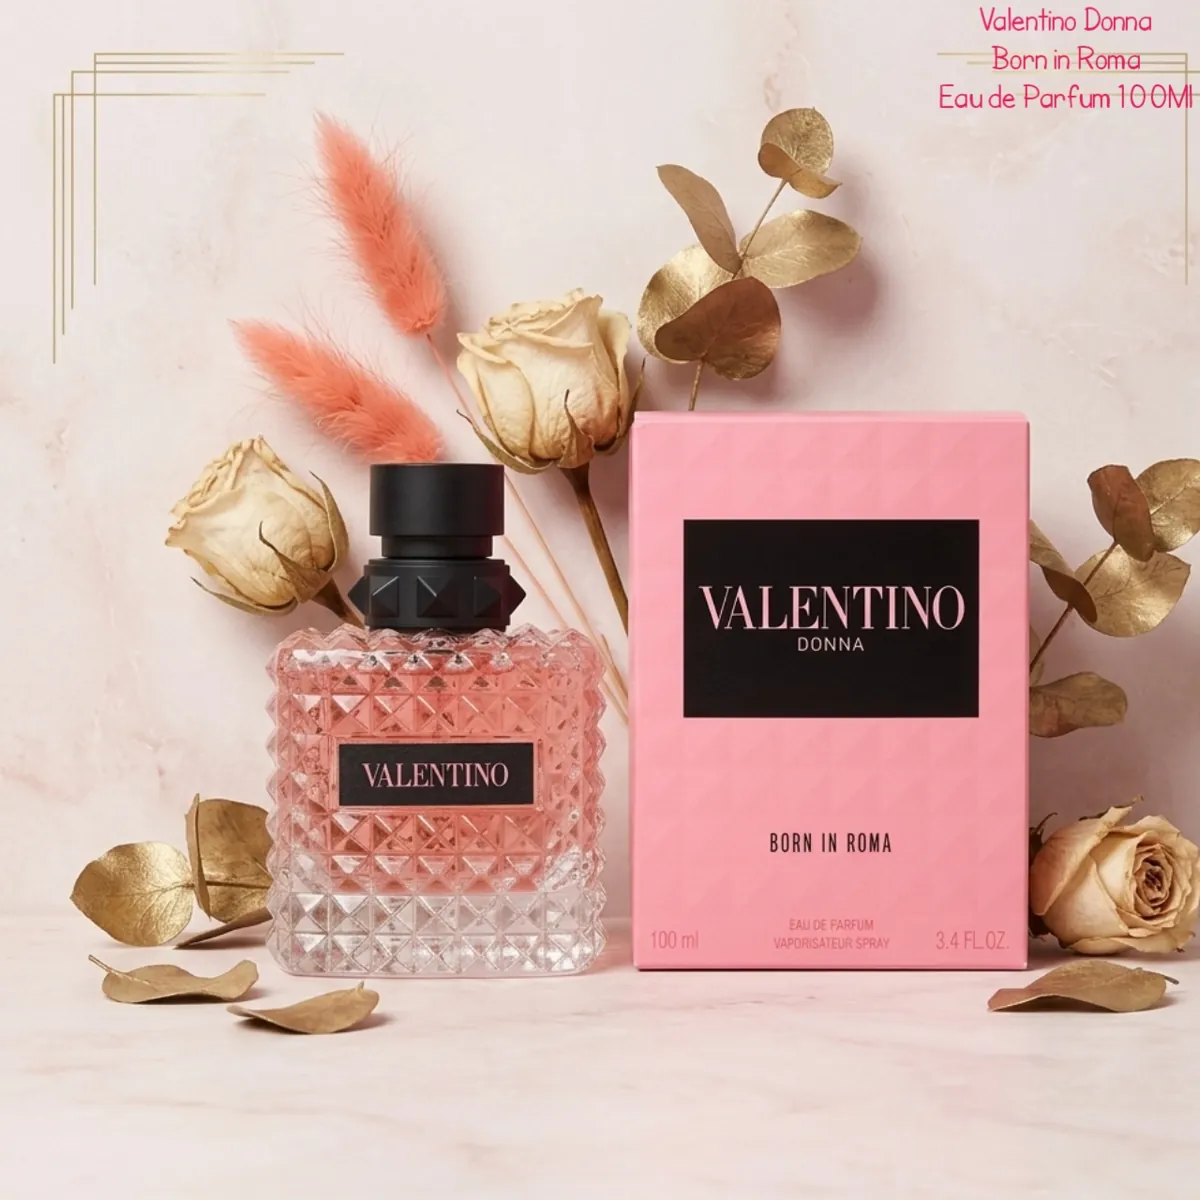 Valentino Donna
Born in Roma
Eau de Parfum 100Ml
VALENTINO
DONNA
VALENTINO
BORN IN ROMA
EAU DE PARFUM
100 ml VAPORISATEUR SPRAY 3.4 FL.OZ.